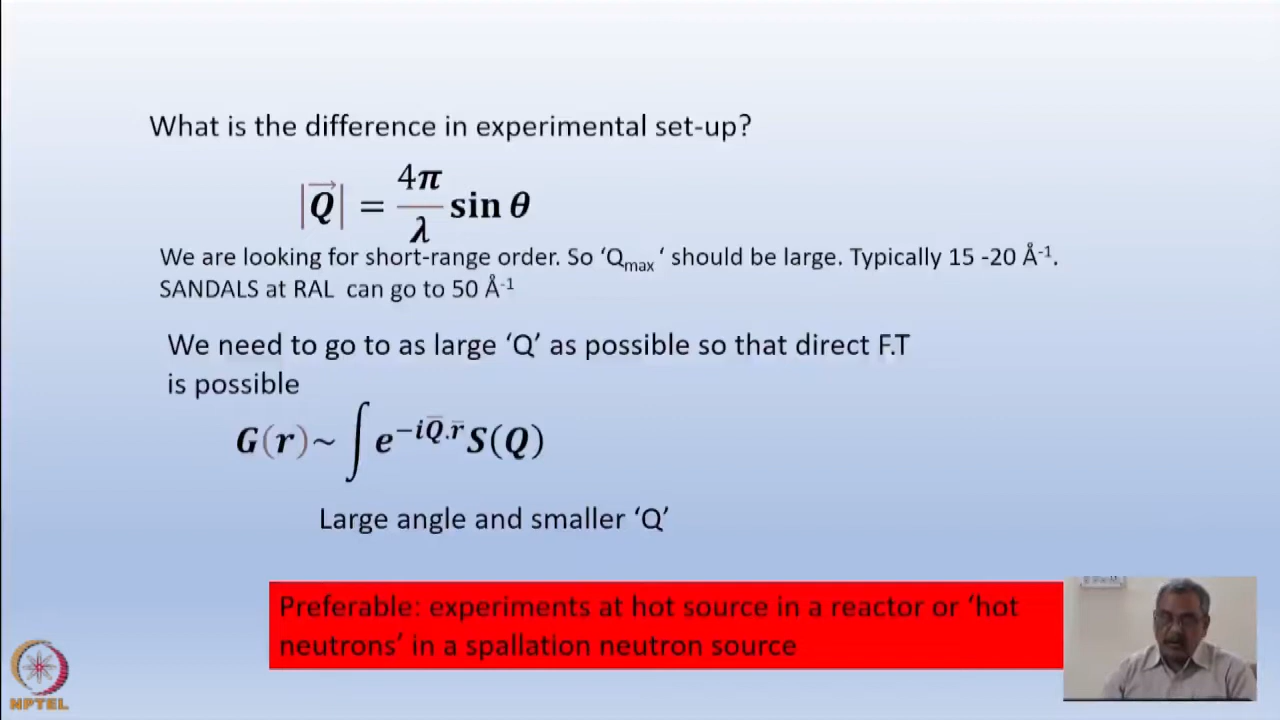 What is the difference in experimental set-up?
|Q⃗| = 4π/λ sin θ
We are looking for short-range order. So ‘Qmax ‘ should be large. Typically 15 -20 Å-1.
SANDALS at RAL can go to 50 Å-1
We need to go to as large ‘Q’ as possible so that direct F.T
is possible
G(r)~ ∫ e^−iQ̅.r̅ S(Q)
Large angle and smaller ‘Q’
Preferable: experiments at hot source in a reactor or ‘hot
neutrons’ in a spallation neutron source
NPTEL